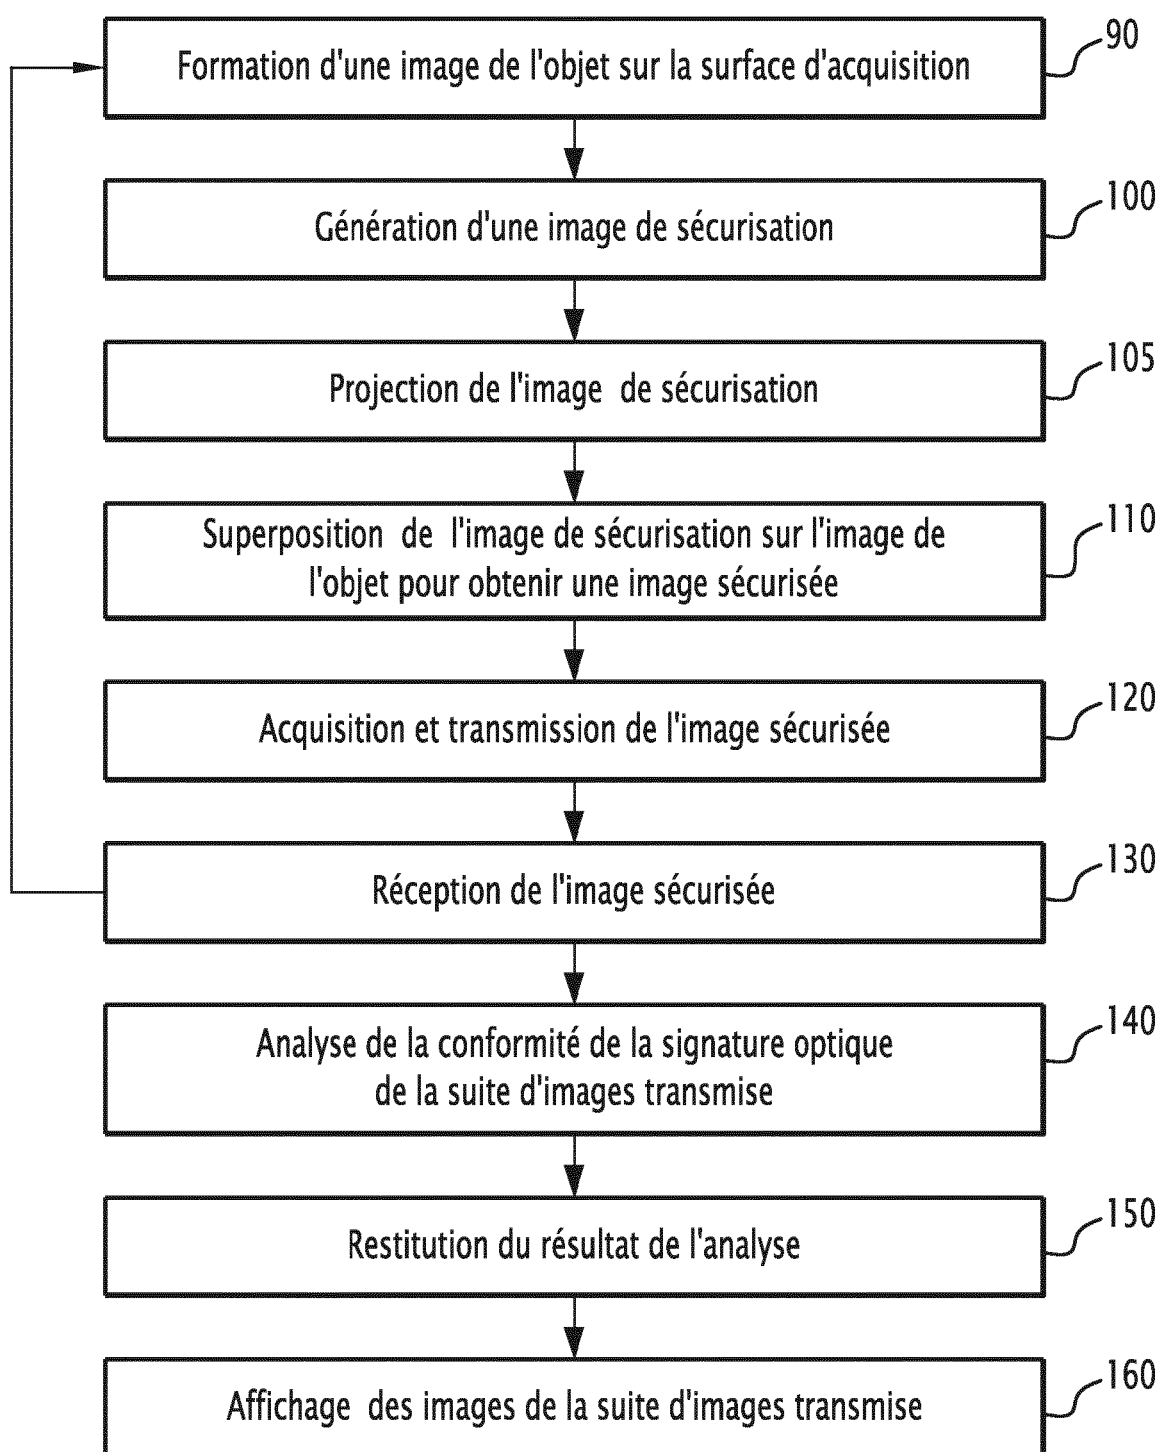 Formation d'une image de l'objet sur la surface d'acquisition
90
Génération d'une image de sécurisation
100
Projection de l'image de sécurisation
105
Superposition de l'image de sécurisation sur l'image de
l'objet pour obtenir une image sécurisée
110
Acquisition et transmission de l'image sécurisée
120
Réception de l'image sécurisée
130
Analyse de la conformité de la signature optique
de la suite d'images transmise
140
Restitution du résultat de l'analyse
150
Affichage des images de la suite d'images transmise
160